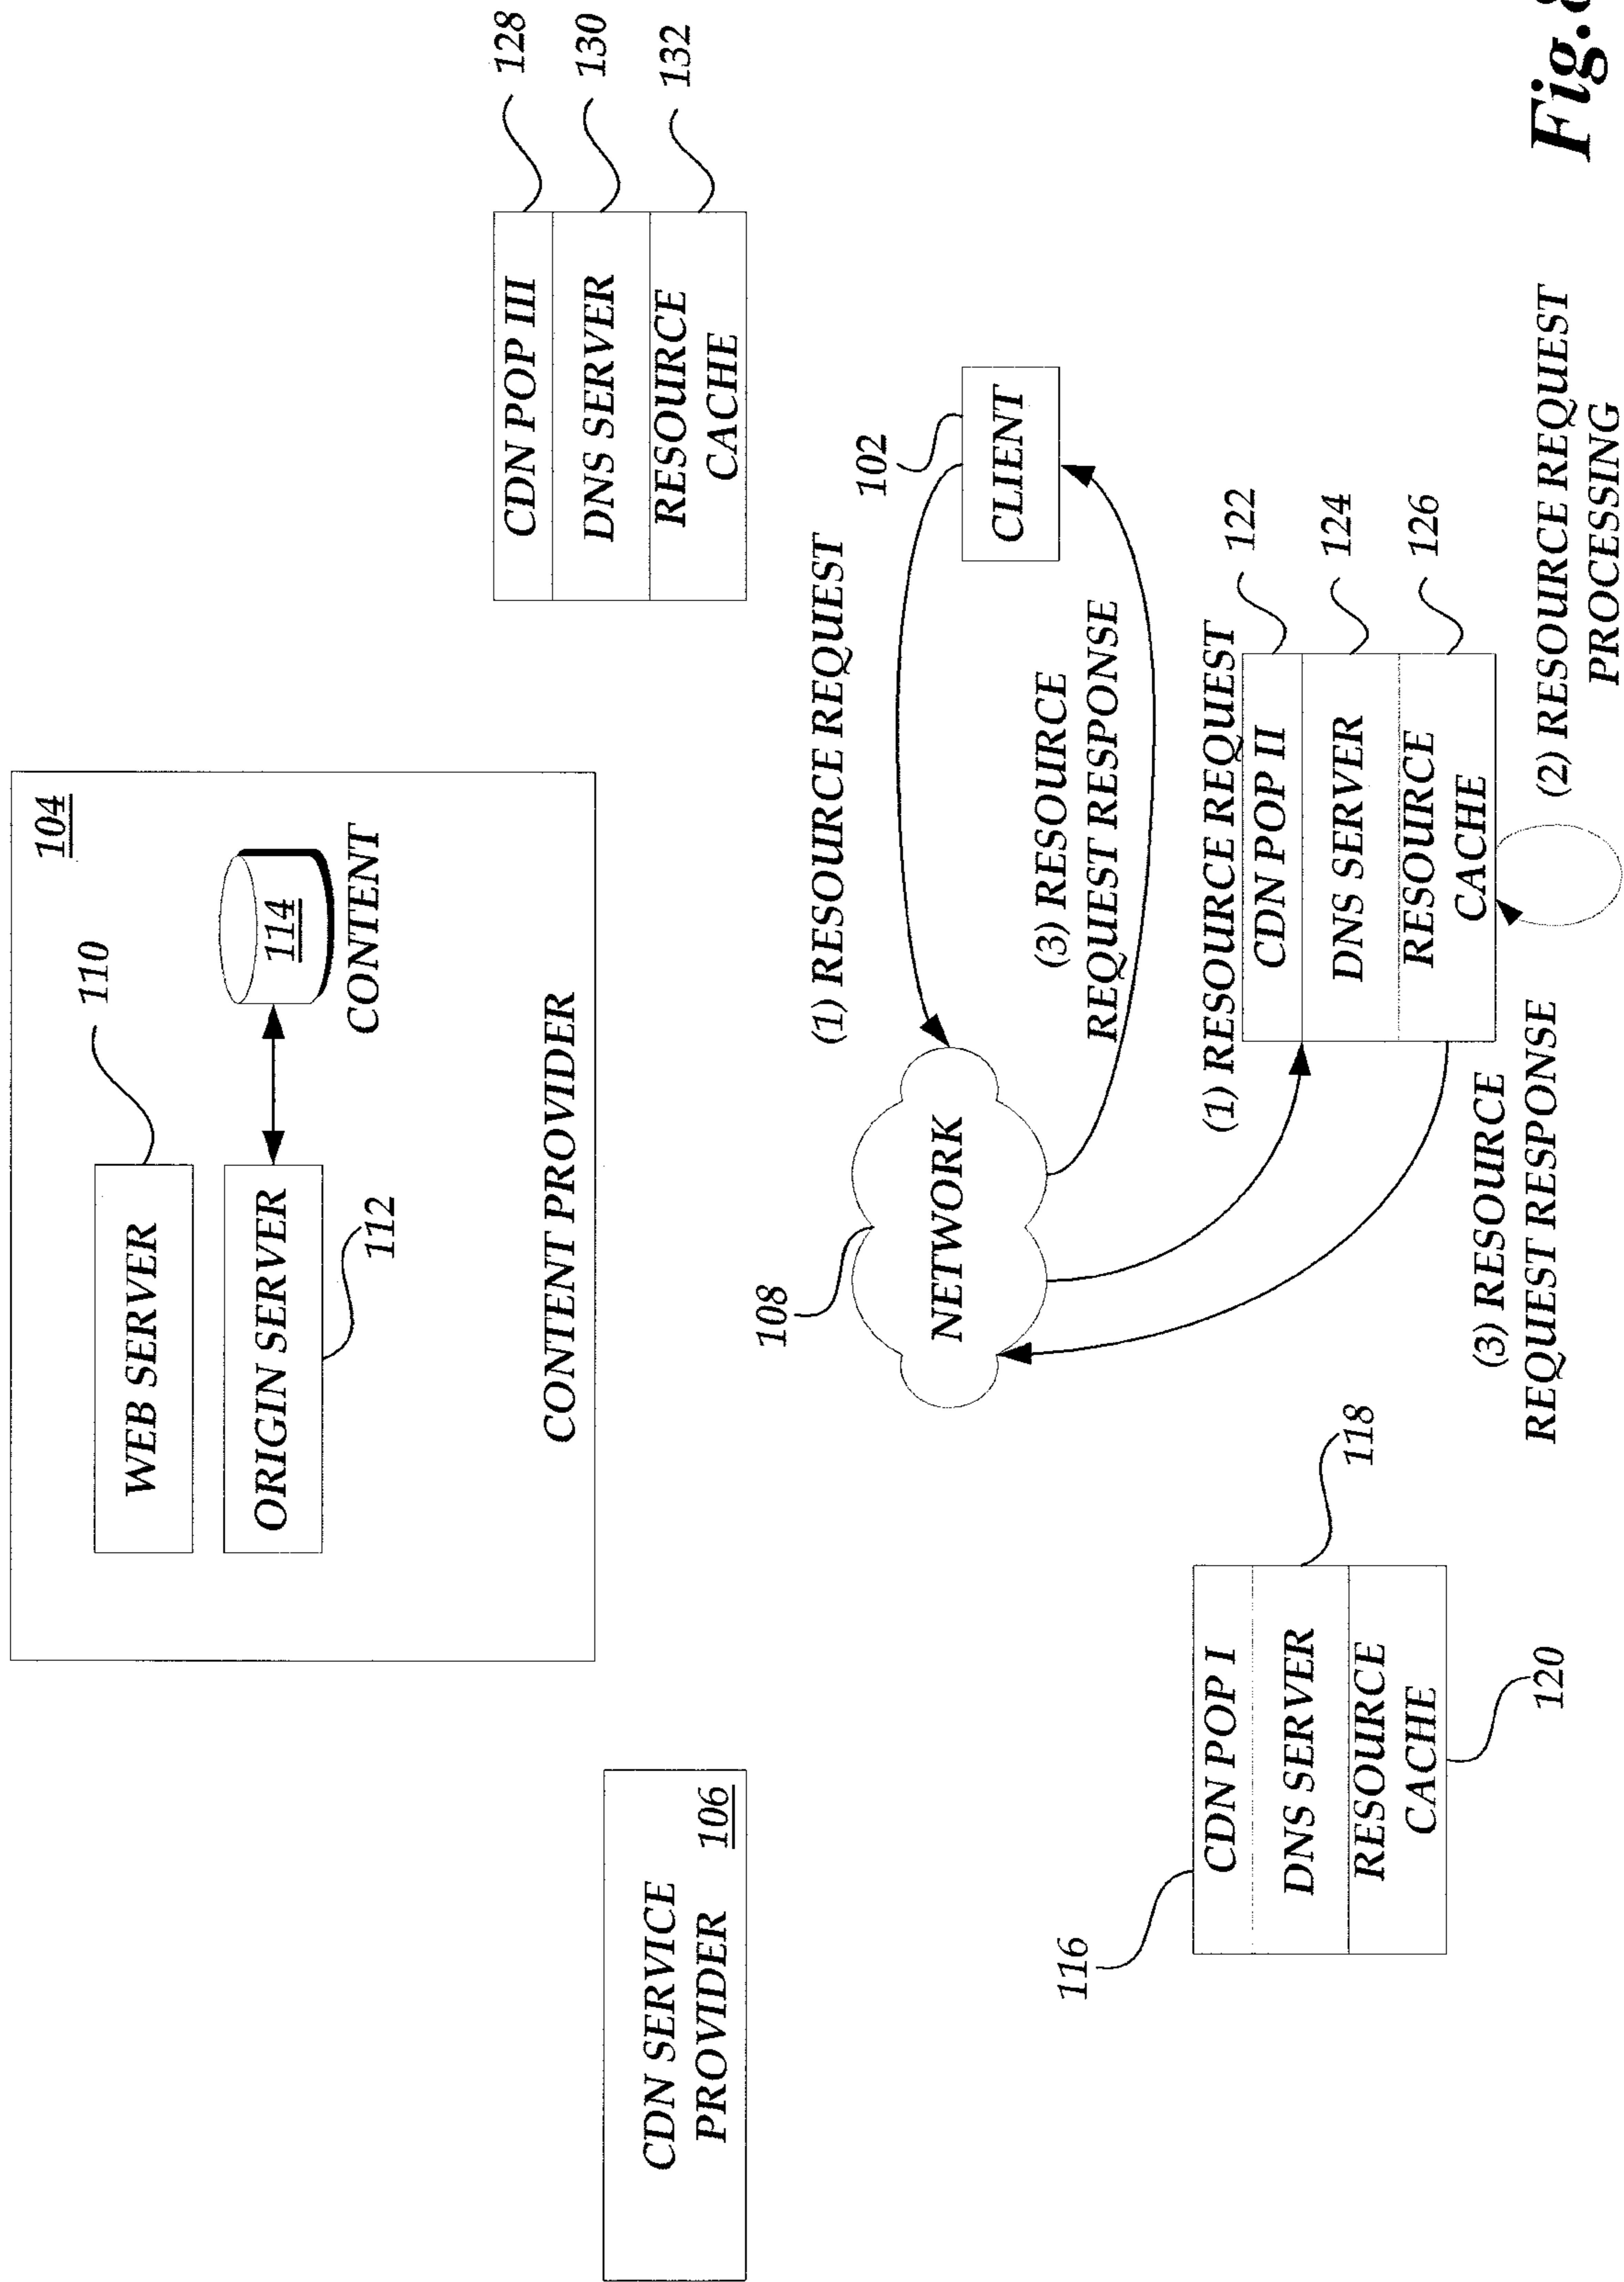 104
WEB SERVER
110
ORIGIN SERVER
112
114
CONTENT
CONTENT PROVIDER
CDN SERVICE
PROVIDER
106
CDN POP III
128
DNS SERVER
130
RESOURCE
CACHE
132
(1) RESOURCE REQUEST
108
NETWORK
102
CLIENT
(3) RESOURCE
REQUEST RESPONSE
116
CDN POP I
DNS SERVER
118
RESOURCE
CACHE
120
(1) RESOURCE REQUEST
CDN POP II
122
DNS SERVER
124
RESOURCE
CACHE
126
(3) RESOURCE
REQUEST RESPONSE
(2) RESOURCE REQUEST
PROCESSING
Fig.